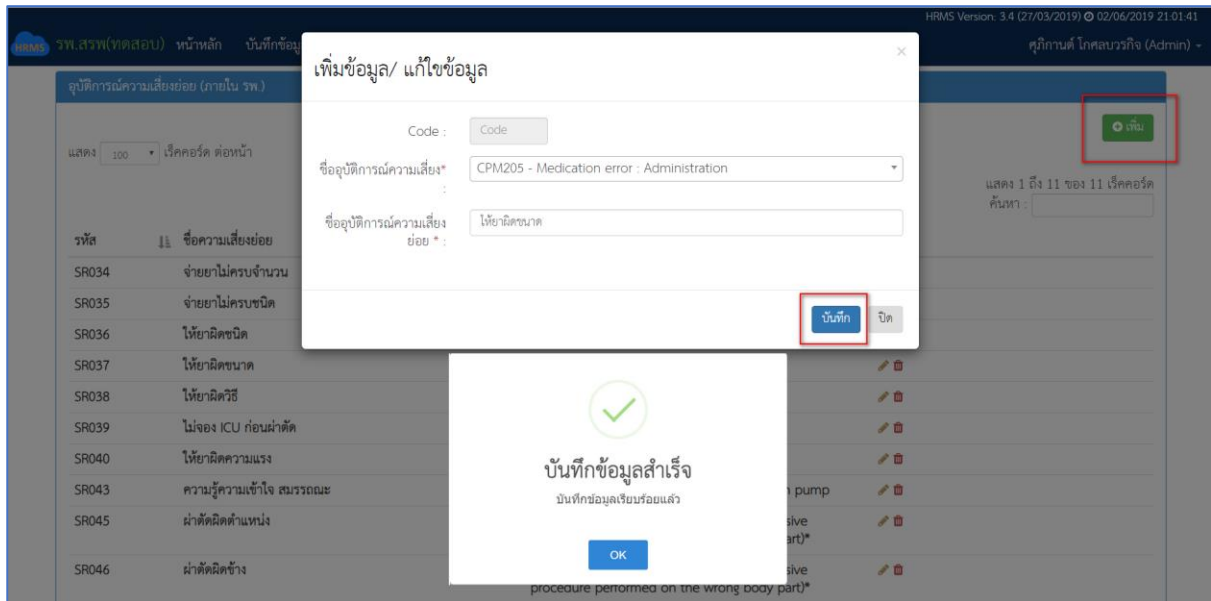 HRMS Version: 3.4 (27/03/2019) 02/06/2019 21:01:41
HRMS รพ.สรพ(ทดสอบ) หน้าหลัก บันทึกข้อมู
ศุภิกานต์ โกศลบวรกิจ (Admin)
อุบัติการณ์ความเสี่ยงย่อย (ภายใน รพ.)
เพิ่ม
แสดง 100 เร็คคอร์ด ต่อหน้า
แสดง 1 ถึง 11 ของ 11 เร็คคอร์ด
ค้นหา :
เพิ่มข้อมูล/ แก้ไขข้อมูล ×
Code : Code
ชื่ออุบัติการณ์ความเสี่ยง* : CPM205 - Medication error : Administration
ชื่ออุบัติการณ์ความเสี่ยง ให้ยาผิดขนาด
ย่อย * :
บันทึก ปิด
รหัส ชื่อความเสี่ยงย่อย
SR034 จ่ายยาไม่ครบจำนวน
SR035 จ่ายยาไม่ครบชนิด
SR036 ให้ยาผิดชนิด
SR037 ให้ยาผิดขนาด
SR038 ให้ยาผิดวิธี
SR039 ไม่จอง ICU ก่อนผ่าตัด
SR040 ให้ยาผิดความแรง
SR043 ความรู้ความเข้าใจ สมรรถณะ pump
SR045 ผ่าตัดผิดตำแหน่ง sive
art)*
SR046 ผ่าตัดผิดข้าง sive
procedure performed on the wrong body part)*
บันทึกข้อมูลสำเร็จ
บันทึกข้อมูลเรียบร้อยแล้ว
OK